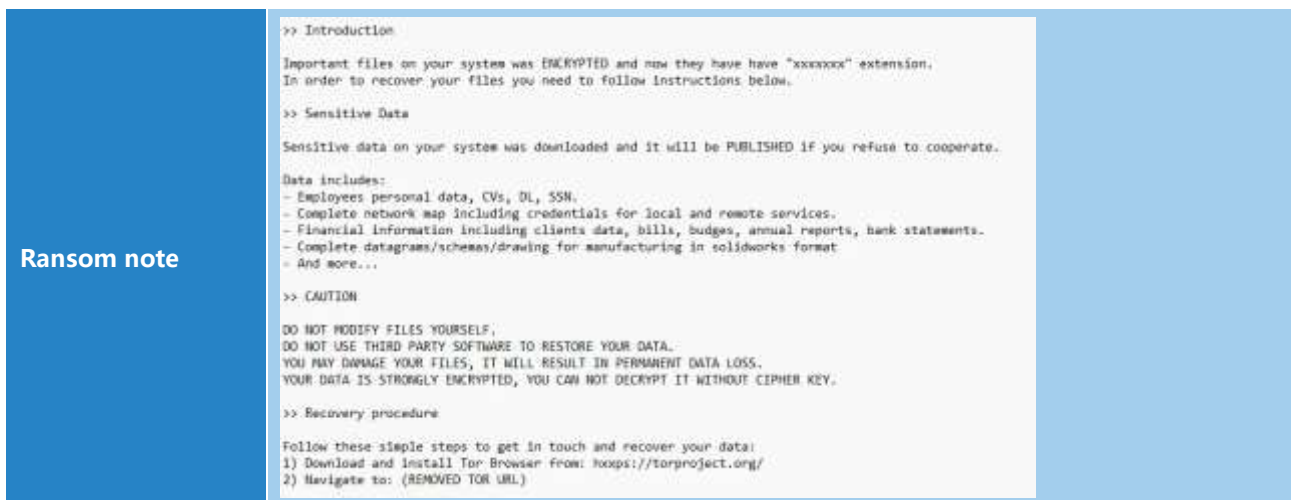 Ransom note
>> Introduction
Important files on your system was ENCRYPTED and now they have have "xxxxxxx" extension.
In order to recover your files you need to follow instructions below.
>> Sensitive Data
Sensitive data on your system was downloaded and it will be PUBLISHED if you refuse to cooperate.
Data includes:
- Employees personal data, CVs, DL, SSN.
- Complete network map including credentials for local and remote services.
- Financial information including clients data, bills, budgets, annual reports, bank statements.
- Complete datagrams/schemas/drawing for manufacturing in solidworks format
- And more...
>> CAUTION
DO NOT MODIFY FILES YOURSELF.
DO NOT USE THIRD PARTY SOFTWARE TO RESTORE YOUR DATA.
YOU MAY DAMAGE YOUR FILES, IT WILL RESULT IN PERMANENT DATA LOSS.
YOUR DATA IS STRONGLY ENCRYPTED, YOU CAN NOT DECRYPT IT WITHOUT CIPHER KEY.
>> Recovery procedure
Follow these simple steps to get in touch and recover your data:
1) Download and install Tor Browser from: hxxps://torproject.org/
2) Navigate to: (REMOVED TOR URL)